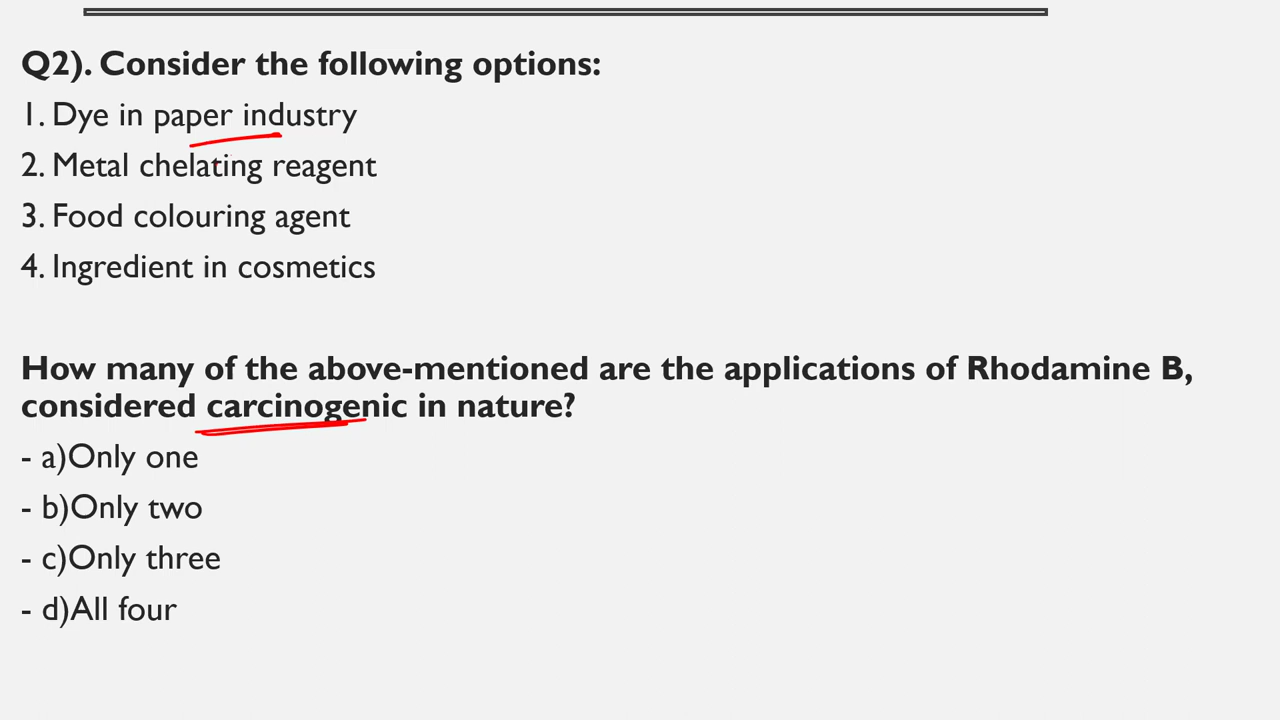 Q2). Consider the following options:
1. Dye in paper industry
2. Metal chelating reagent
3. Food colouring agent
4. Ingredient in cosmetics
How many of the above-mentioned are the applications of Rhodamine B,
considered carcinogenic in nature?
- a)Only one
- b)Only two
- c)Only three
- d)All four